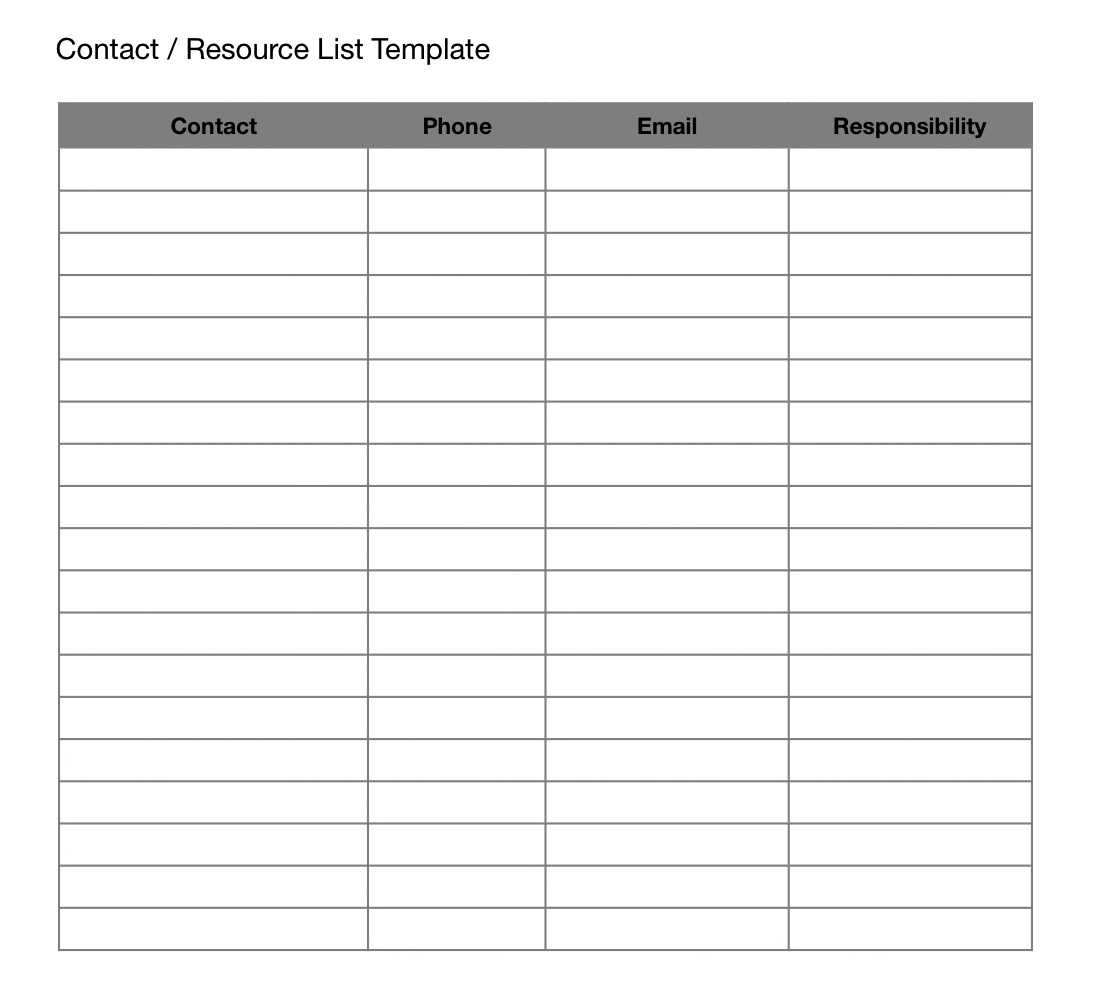 Contact / Resource List Template
Contact Phone Email Responsibility